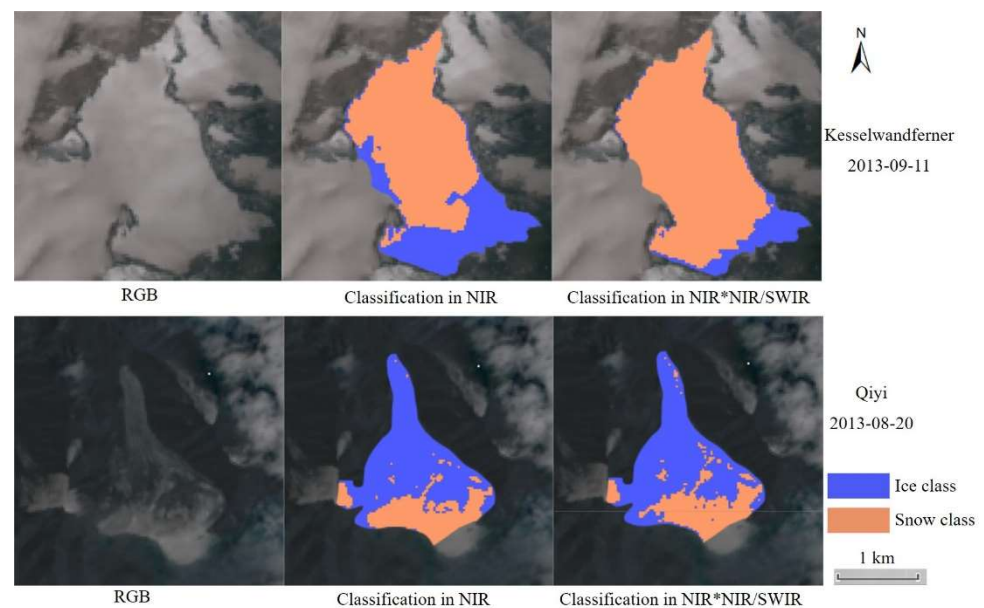 N
Kesselwandferner
2013-09-11
RGB
Classification in NIR
Classification in NIR*NIR/SWIR
Qiyi
2013-08-20
Ice class
Snow class
1 km
RGB
Classification in NIR
Classification in NIR*NIR/SWIR